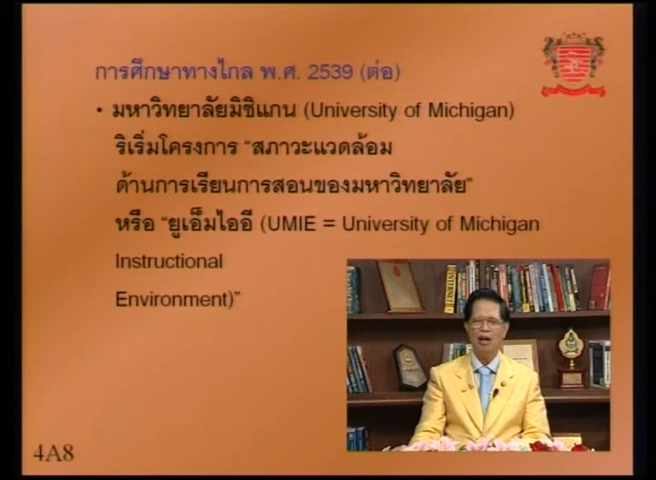 การศึกษาทางไกล พ.ศ. 2539 (ต่อ)
• มหาวิทยาลัยมิชิแกน (University of Michigan)
ริเริ่มโครงการ “สภาวะแวดล้อม
ด้านการเรียนการสอนของมหาวิทยาลัย”
หรือ “ยูเอ็มไออี (UMIE = University of Michigan
Instructional
Environment)”
4A8